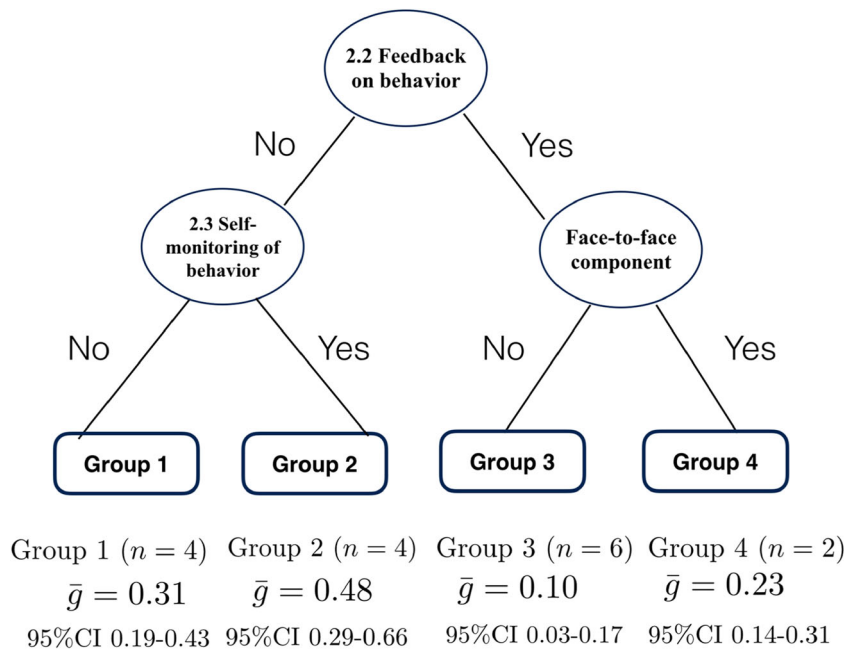 2.2 Feedback
on behavior
No
Yes
2.3 Self-
monitoring of
behavior
Face-to-face
component
No
Yes
No
Yes
Group 1
Group 2
Group 3
Group 4
Group 1 (n = 4) Group 2 (n = 4) Group 3 (n = 6) Group 4 (n = 2)
ḡ = 0.31 ḡ = 0.48 ḡ = 0.10 ḡ = 0.23
95%CI 0.19-0.43 95%CI 0.29-0.66 95%CI 0.03-0.17 95%CI 0.14-0.31